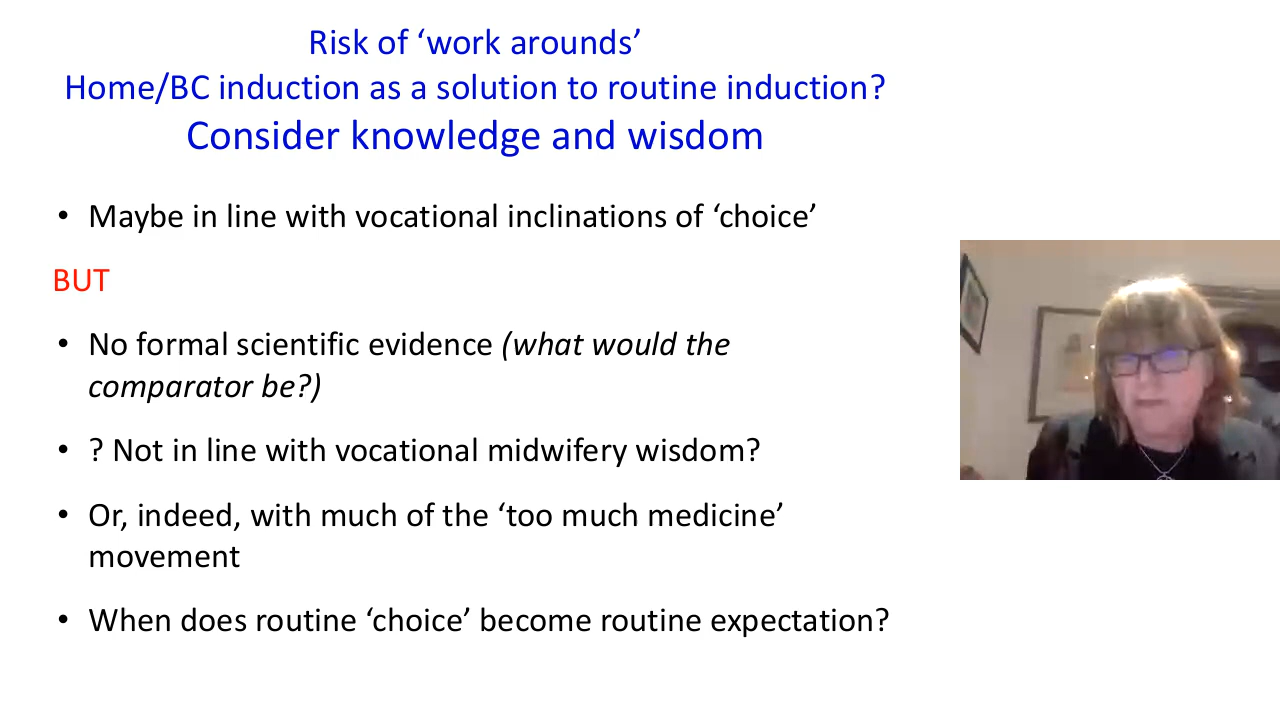 Risk of ‘work arounds’
Home/BC induction as a solution to routine induction?
Consider knowledge and wisdom
• Maybe in line with vocational inclinations of ‘choice’
BUT
• No formal scientific evidence (what would the
comparator be?)
• ? Not in line with vocational midwifery wisdom?
• Or, indeed, with much of the ‘too much medicine’
movement
• When does routine ‘choice’ become routine expectation?